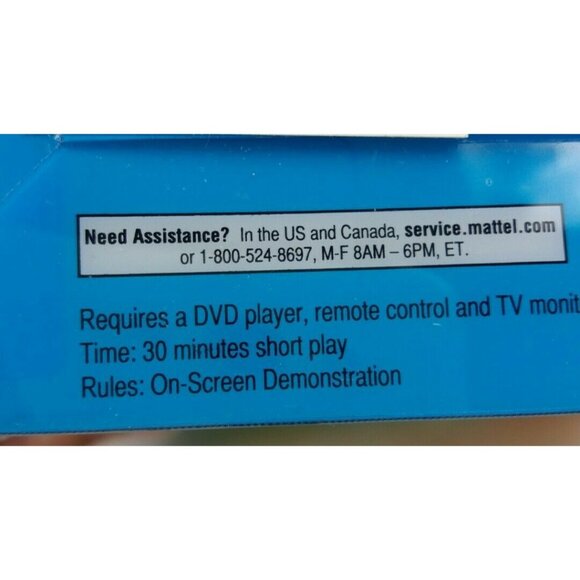 Need Assistance? In the US and Canada, service.mattel.com
or 1-800-524-8697, M-F 8AM – 6PM, ET.
Requires a DVD player, remote control and TV monit
Time: 30 minutes short play
Rules: On-Screen Demonstration